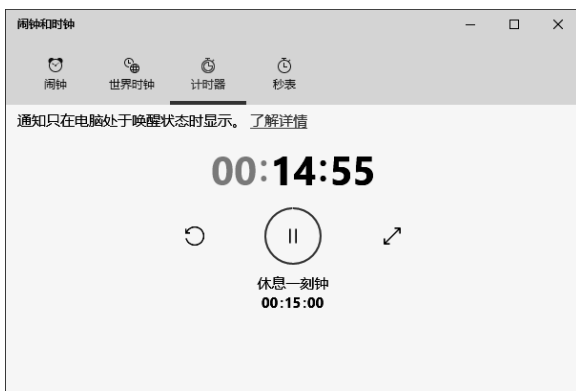 闹钟和时钟
闹钟 世界时钟 计时器 秒表
通知只在电脑处于唤醒状态时显示。 了解详情
00:14:55
休息一刻钟
00:15:00